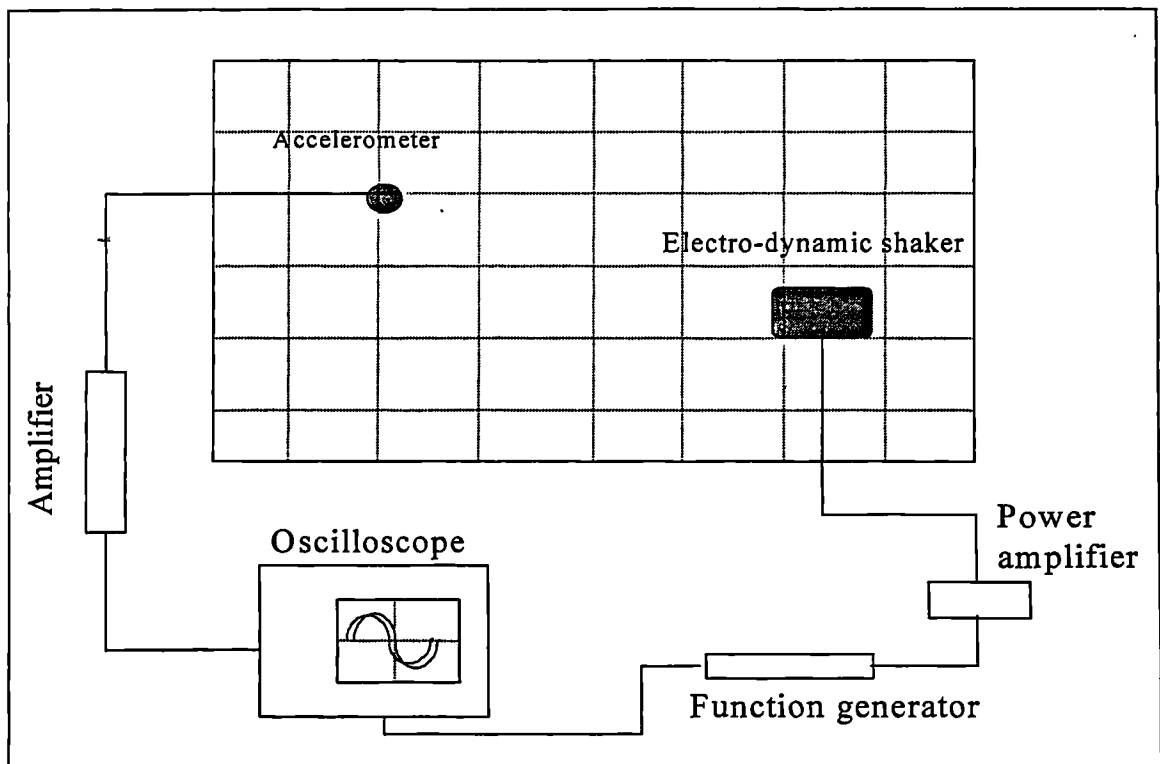 Accelerometer
Electro-dynamic shaker
Amplifier
Oscilloscope
Power
amplifier
Function generator